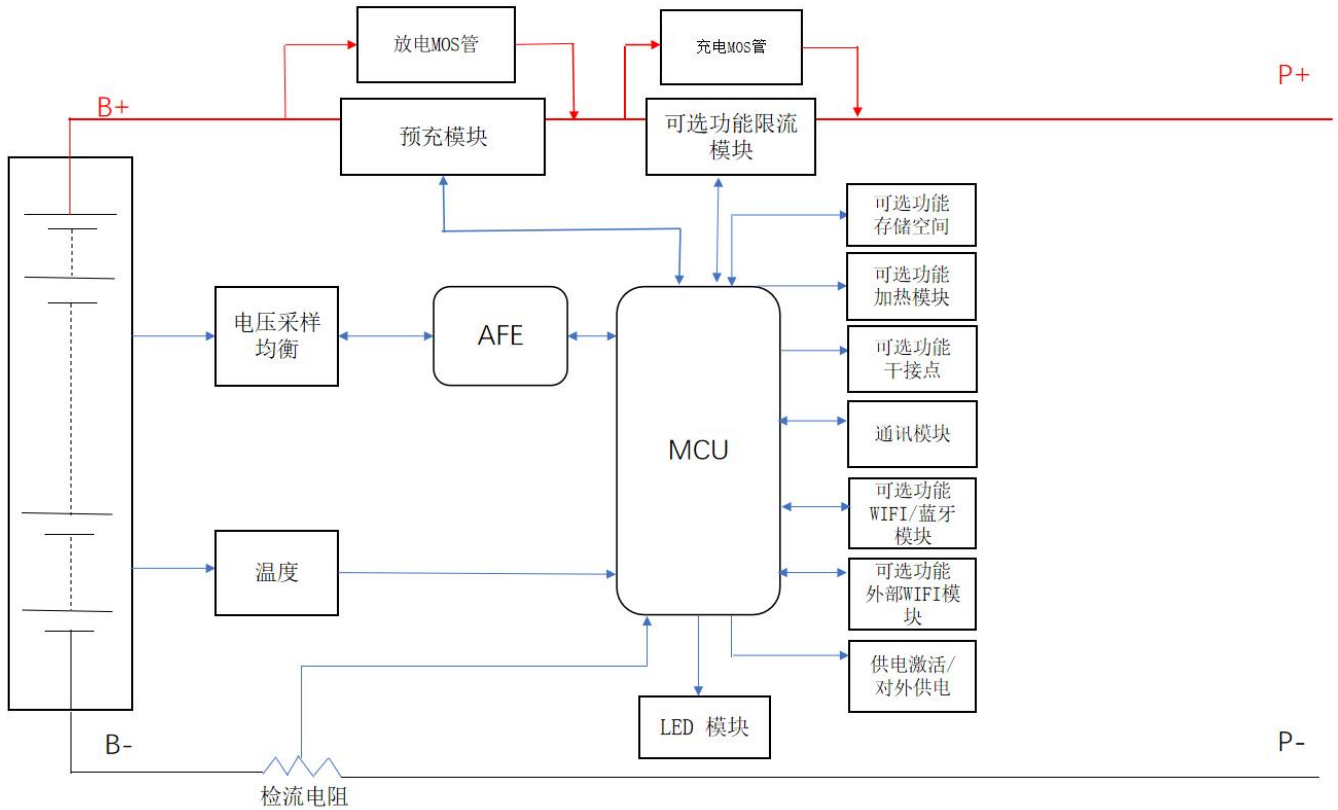 放电MOS管
充电MOS管
B+
P+
预充模块
可选功能限流
模块
可选功能
存储空间
可选功能
加热模块
电压采样
均衡
AFE
可选功能
干接点
MCU
通讯模块
可选功能
WIFI/蓝牙
模块
温度
可选功能
外部WIFI模
块
供电激活/
对外供电
LED 模块
B-
P-
检流电阻